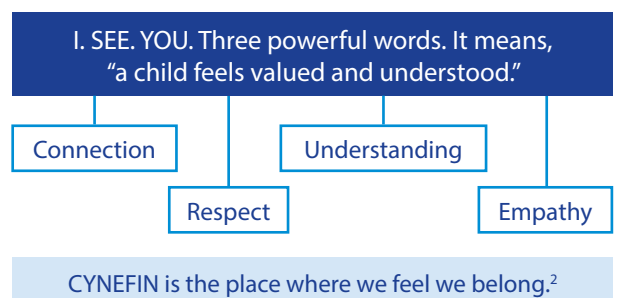 I. SEE. YOU. Three powerful words. It means,
“a child feels valued and understood.”
Connection
Understanding
Respect
Empathy
CYNEFIN is the place where we feel we belong.²